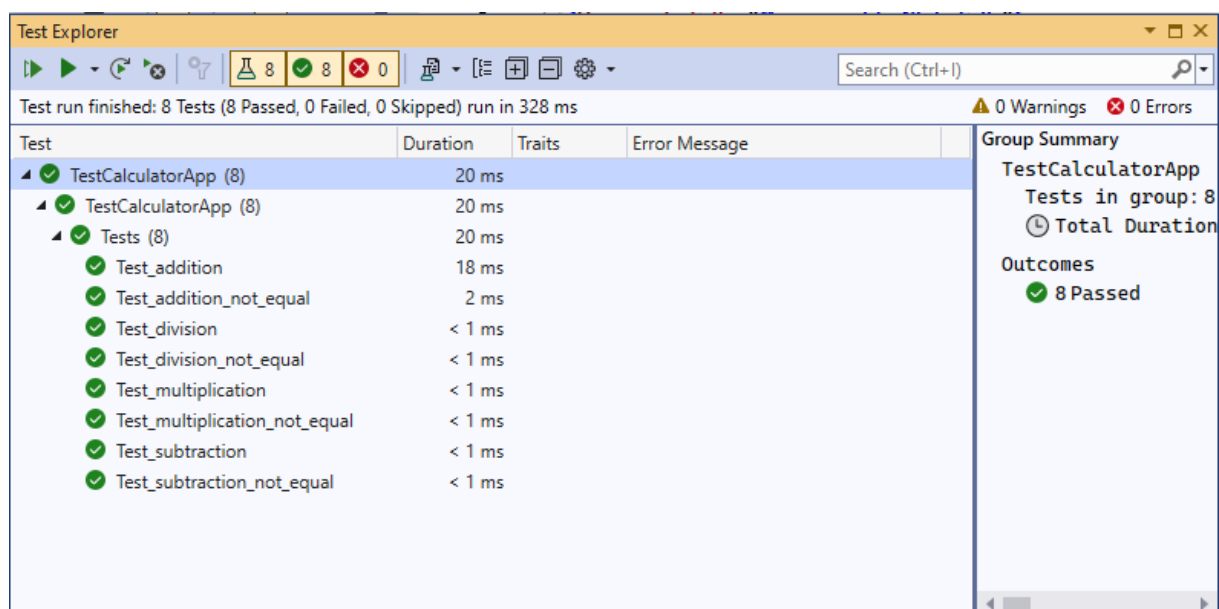 Test Explorer
8 8 0 Search (Ctrl+I)
Test run finished: 8 Tests (8 Passed, 0 Failed, 0 Skipped) run in 328 ms 0 Warnings 0 Errors
Test Duration Traits Error Message
TestCalculatorApp (8) 20 ms
TestCalculatorApp (8) 20 ms
Tests (8) 20 ms
Test_addition 18 ms
Test_addition_not_equal 2 ms
Test_division < 1 ms
Test_division_not_equal < 1 ms
Test_multiplication < 1 ms
Test_multiplication_not_equal < 1 ms
Test_subtraction < 1 ms
Test_subtraction_not_equal < 1 ms
Group Summary
TestCalculatorApp
Tests in group: 8
Total Duration
Outcomes
8 Passed